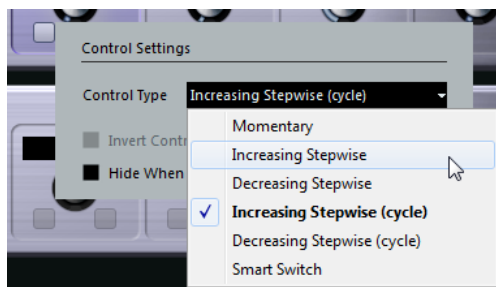 Control Settings
Control Type Increasing Stepwise (cycle)
Momentary
Invert Contr
Increasing Stepwise
Hide When
Decreasing Stepwise
Increasing Stepwise (cycle)
Decreasing Stepwise (cycle)
Smart Switch